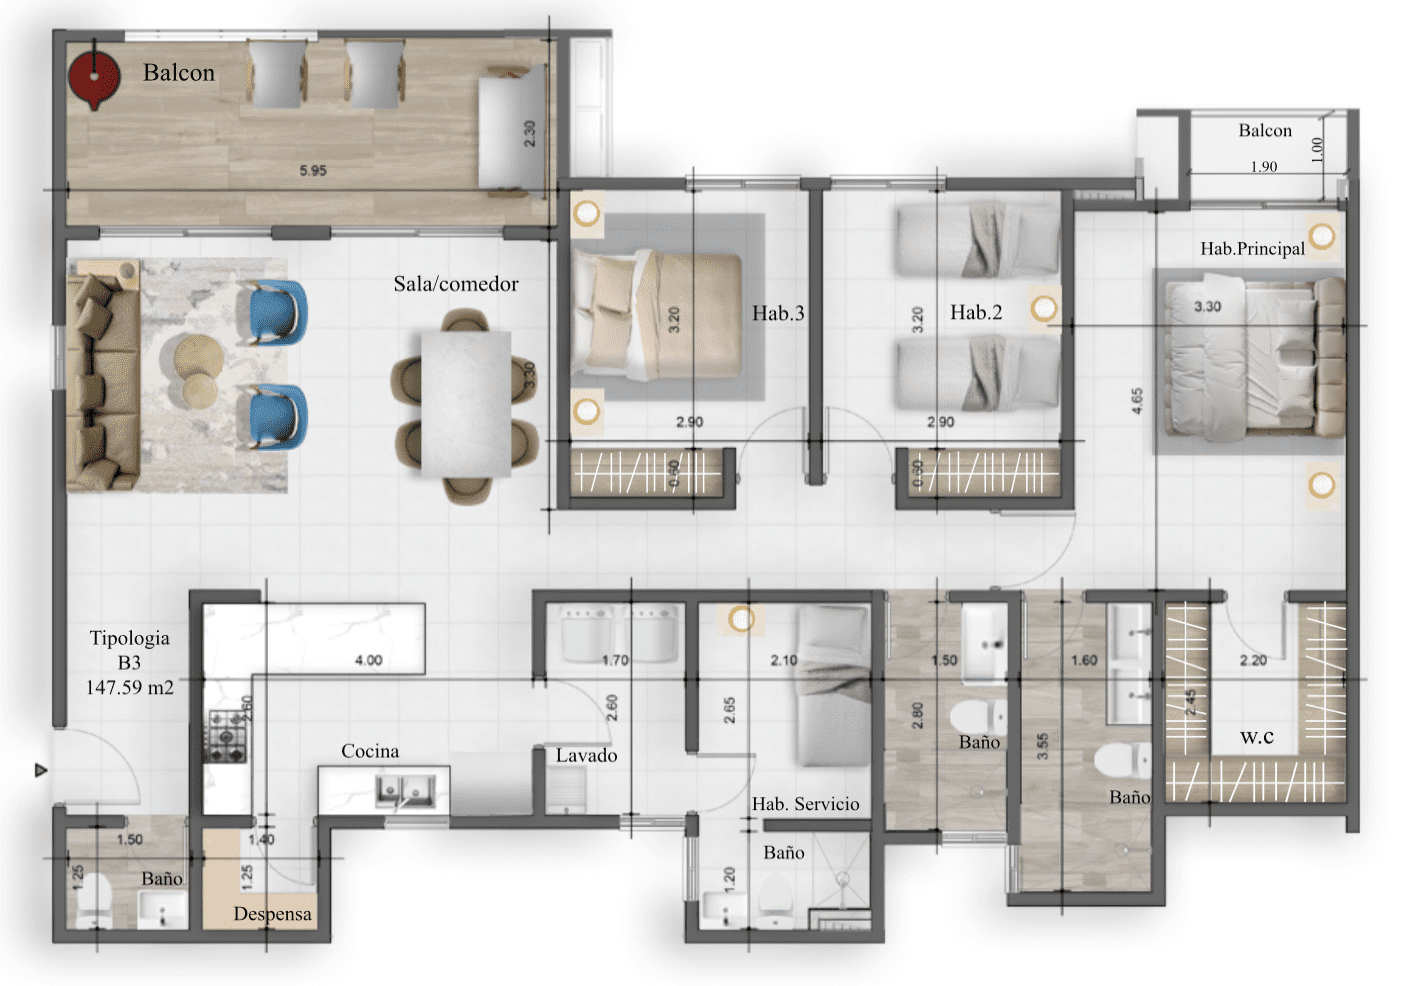 Balcon
2.30
5.95
Balcon
1.00
1.90
Hab.Principal
Sala/comedor
3.30
3.20
Hab.3
3.20
Hab.2
3.30
4.65
2.90
2.90
0.60
0.60
Tipologia
B3
147.59 m2
4.00
2.60
1.70
2.60
2.10
2.65
1.50
2.80
1.60
3.55
2.20
2.45
w.c
Cocina
Lavado
Baño
Baño
Hab. Servicio
1.50
1.25
Baño
1.40
1.25
Despensa
Baño
1.20